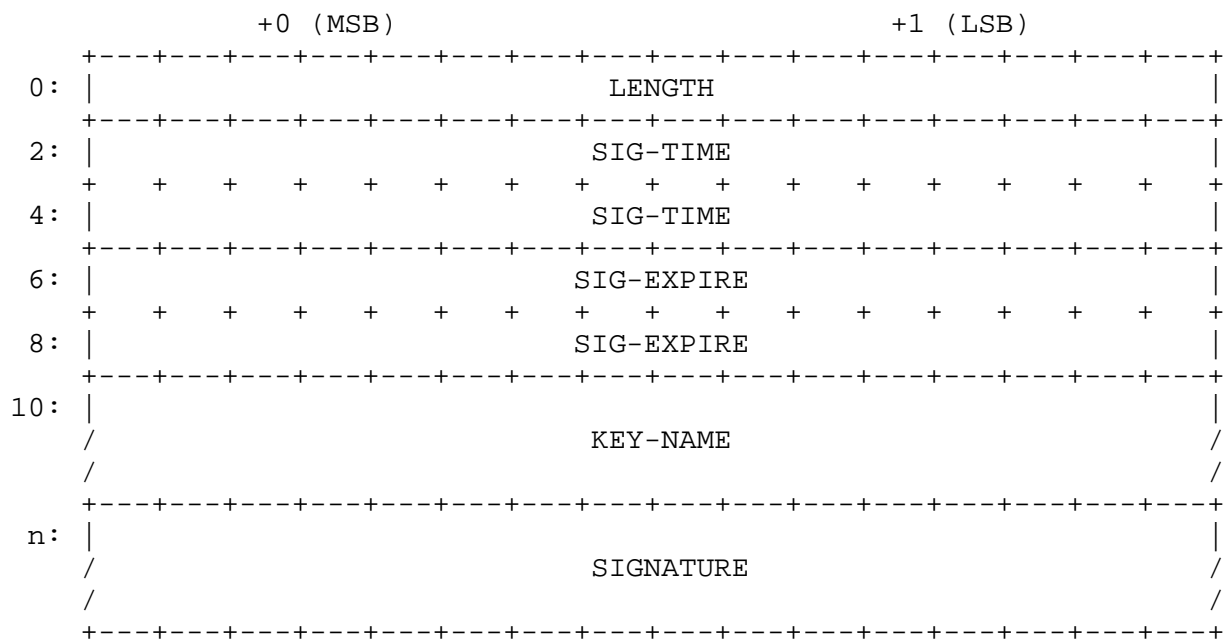 +0 (MSB) +1 (LSB)
+---+---+---+---+---+---+---+---+---+---+---+---+---+---+---+---+
0: | LENGTH |
+---+---+---+---+---+---+---+---+---+---+---+---+---+---+---+---+
2: | SIG-TIME |
+ + + + + + + + + + + + + + + + +
4: | SIG-TIME |
+---+---+---+---+---+---+---+---+---+---+---+---+---+---+---+---+
6: | SIG-EXPIRE |
+ + + + + + + + + + + + + + + + +
8: | SIG-EXPIRE |
+---+---+---+---+---+---+---+---+---+---+---+---+---+---+---+---+
10: | |
/ KEY-NAME /
/ /
+---+---+---+---+---+---+---+---+---+---+---+---+---+---+---+---+
n: | |
/ SIGNATURE /
/ /
+---+---+---+---+---+---+---+---+---+---+---+---+---+---+---+---+